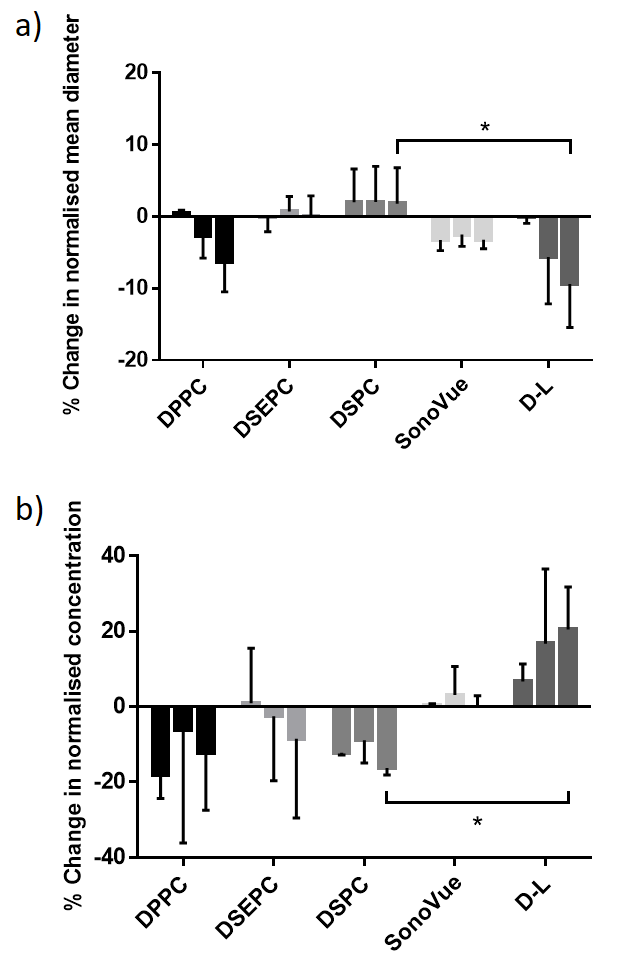 a)
% Change in normalised mean diameter
20
10
0
-10
-20
*
DPPC
DSEPC
DSPC
SonoVue
D-L
b)
% Change in normalised concentration
40
20
0
-20
-40
*
DPPC
DSEPC
DSPC
SonoVue
D-L